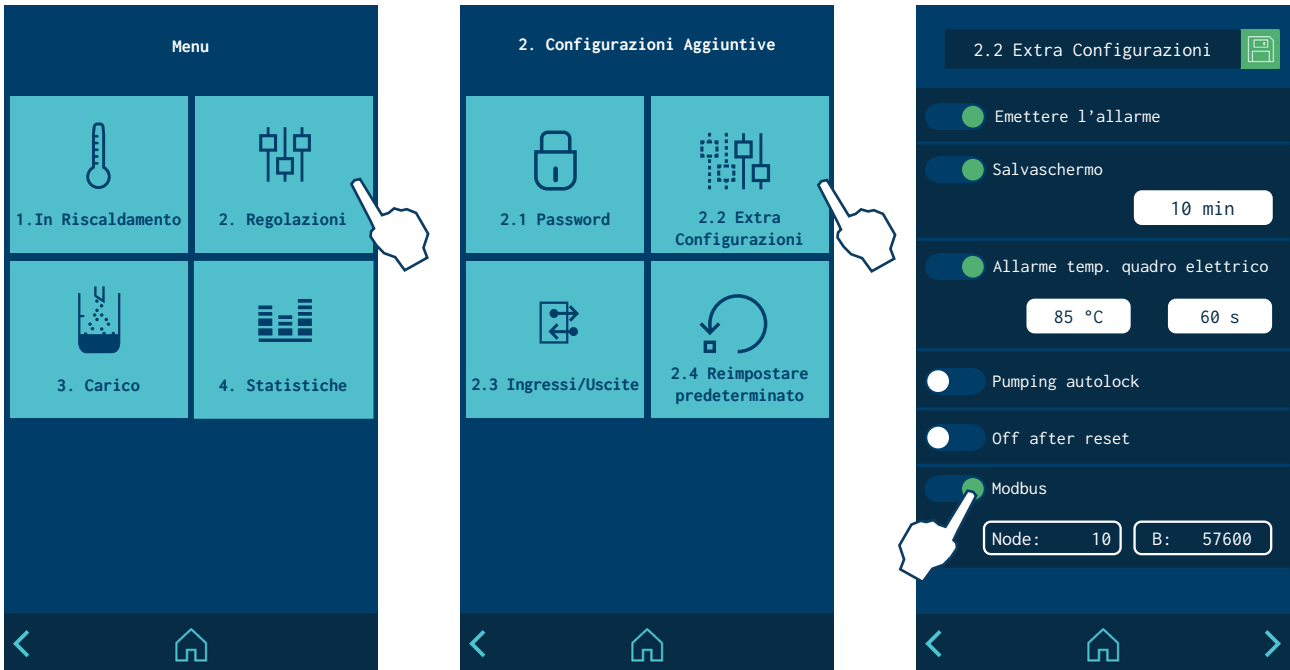 Menu
1.In Riscaldamento
2. Regolazioni
3. Carico
4. Statistiche
2. Configurazioni Aggiuntive
2.1 Password
2.2 Extra
Configurazioni
2.3 Ingressi/Uscite
2.4 Reimpostare
predeterminato
2.2 Extra Configurazioni
Emettere l’allarme
Salvaschermo
10 min
Allarme temp. quadro elettrico
85 °C
60 s
Pumping autolock
Off after reset
Modbus
Node: 10
B: 57600